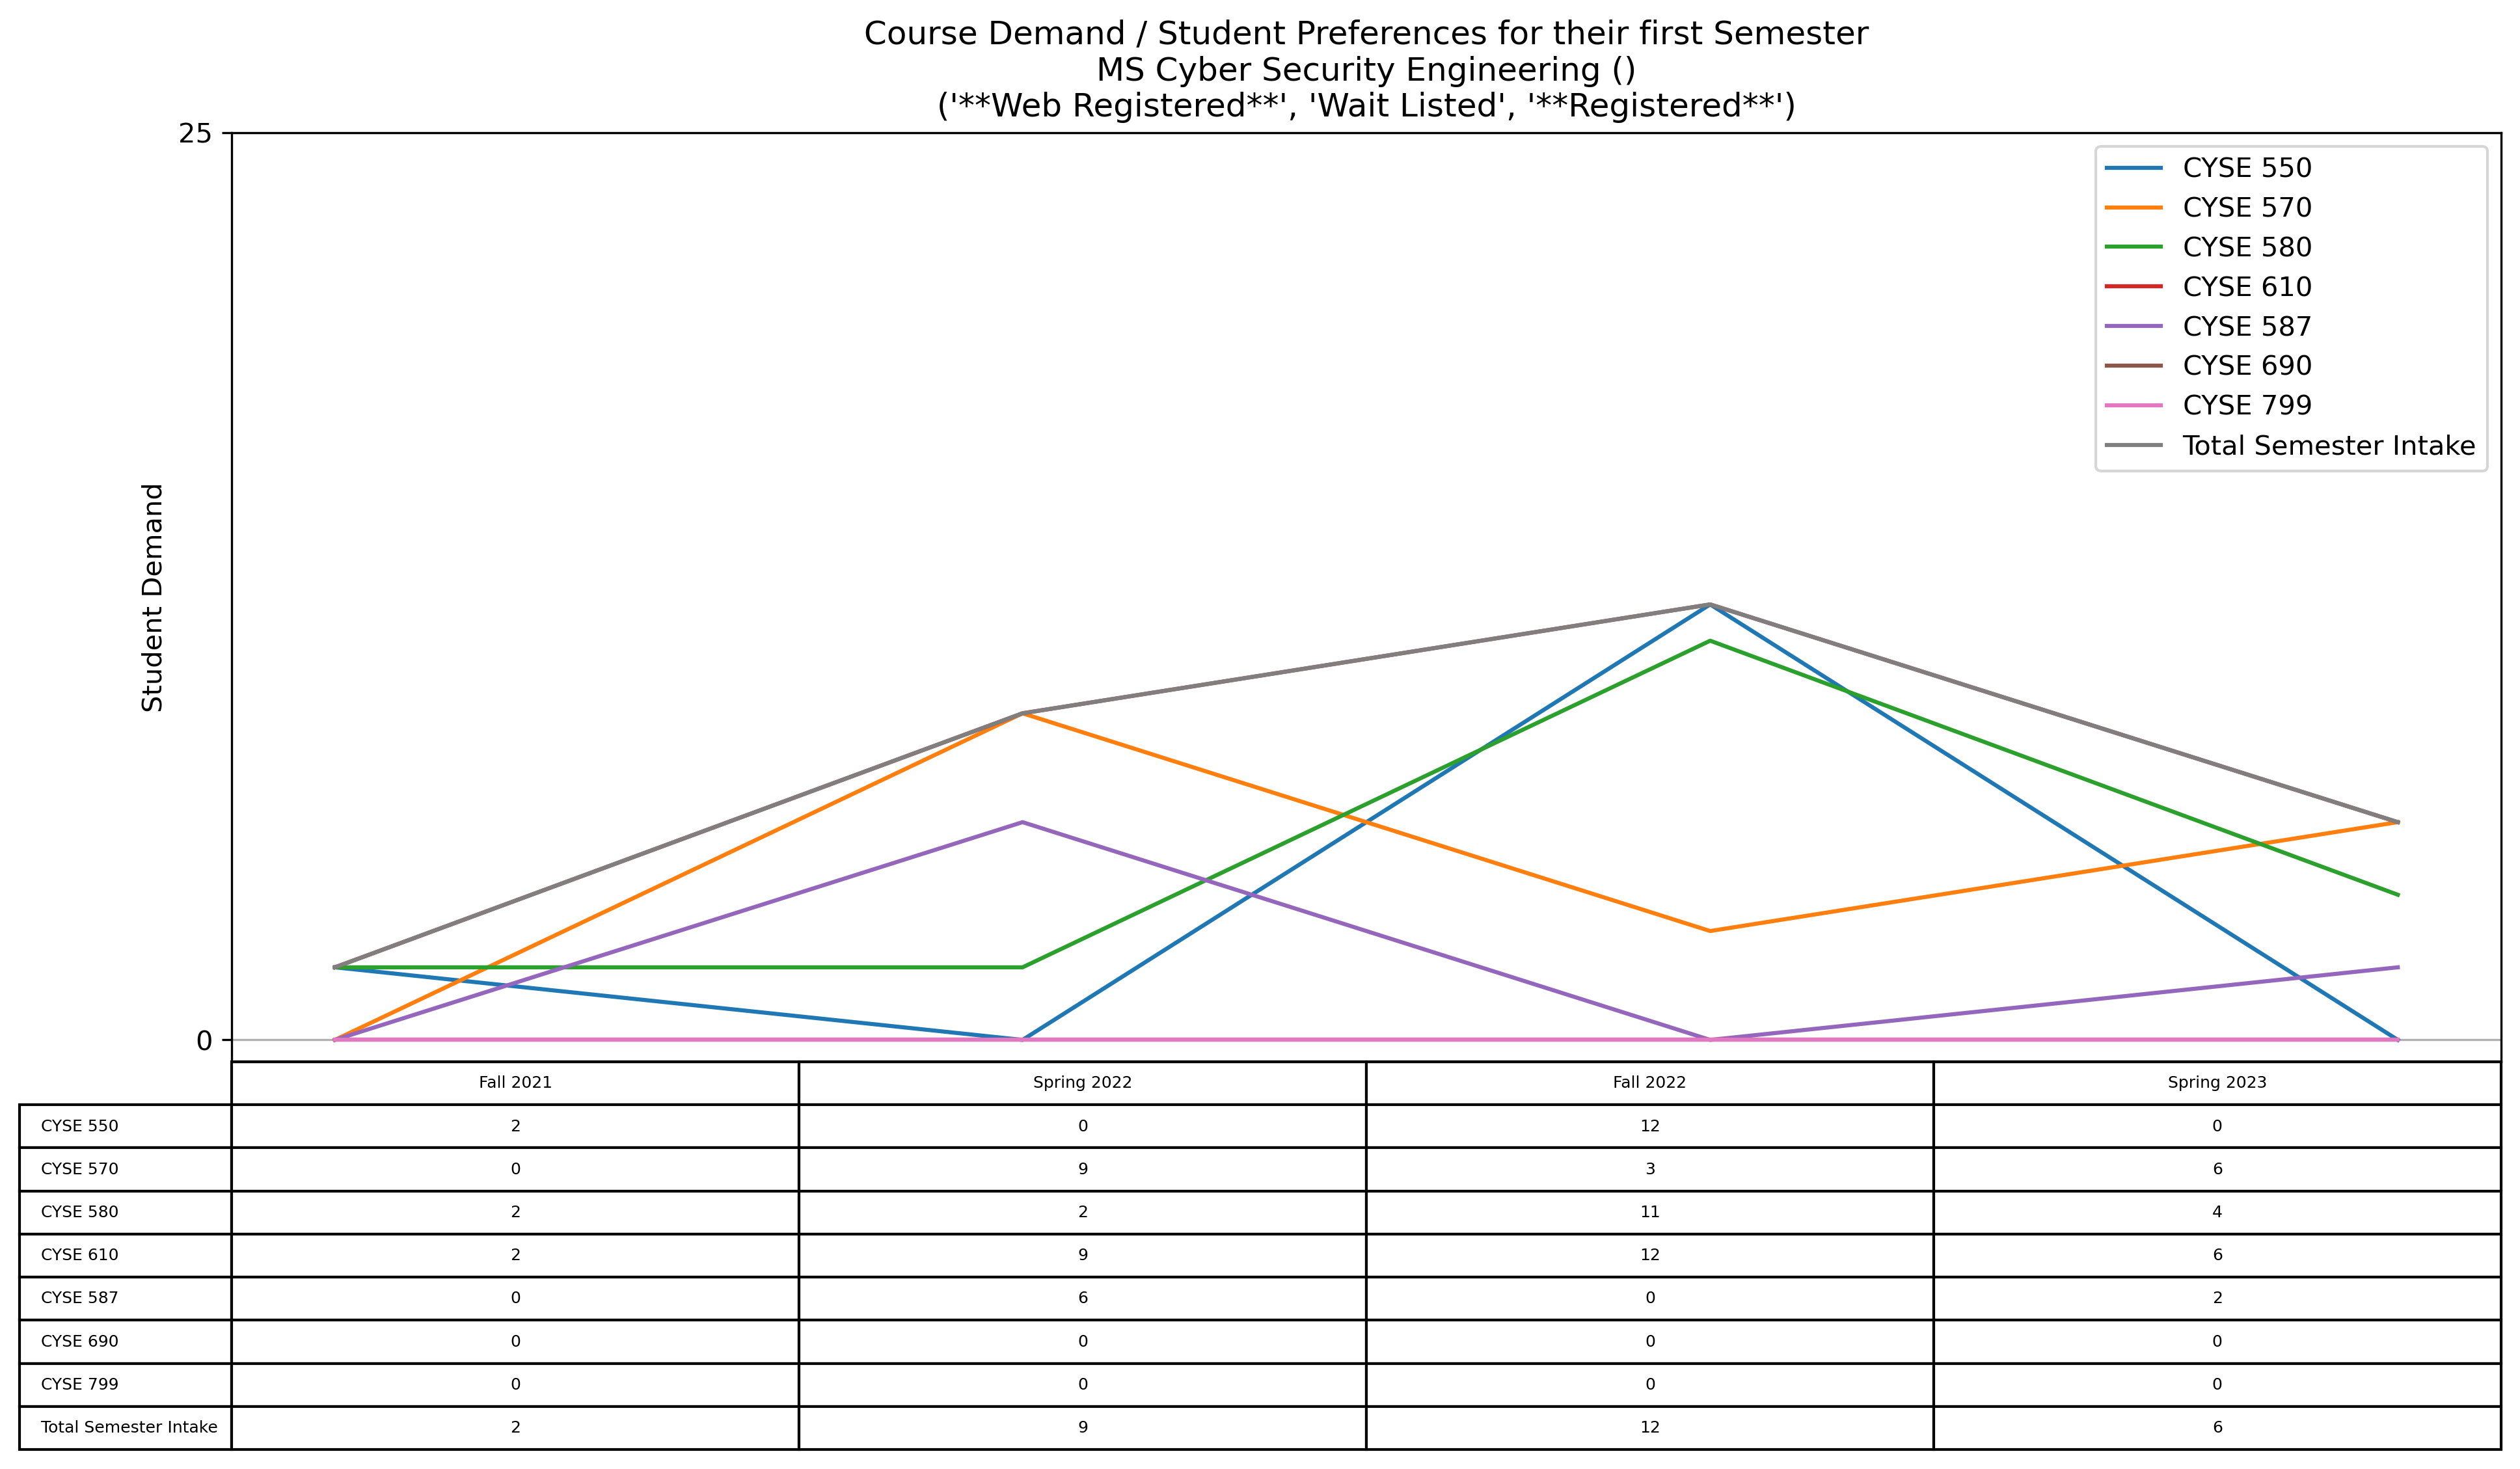 Course Demand / Student Preferences for their first Semester
MS Cyber Security Engineering ()
('**Web Registered**', 'Wait Listed', '**Registered**')
25
0
Student Demand
CYSE 550
CYSE 570
CYSE 580
CYSE 610
CYSE 587
CYSE 690
CYSE 799
Total Semester Intake
Fall 2021 Spring 2022 Fall 2022 Spring 2023
CYSE 550 2 0 12 0
CYSE 570 0 9 3 6
CYSE 580 2 2 11 4
CYSE 610 2 9 12 6
CYSE 587 0 6 0 2
CYSE 690 0 0 0 0
CYSE 799 0 0 0 0
Total Semester Intake 2 9 12 6